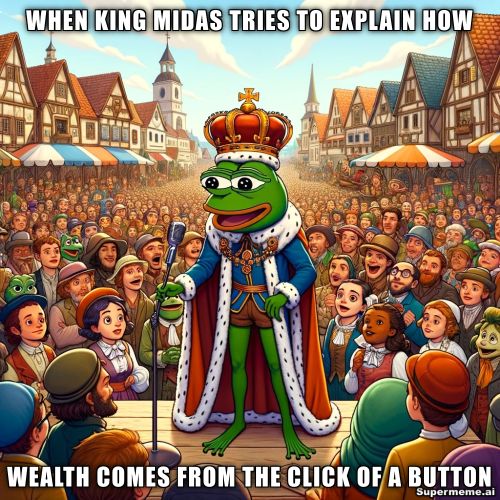 WHEN KING MIDAS TRIES TO EXPLAIN HOW
WEALTH COMES FROM THE CLICK OF A BUTTON
Supermeme.ai